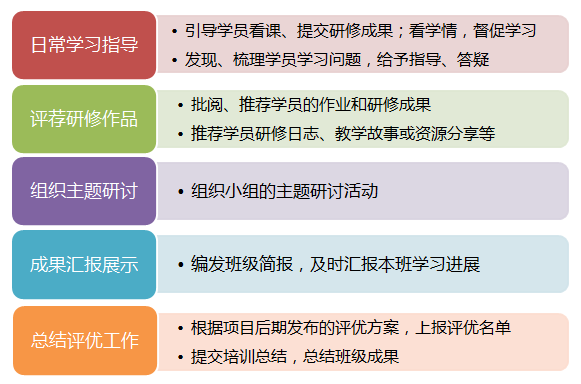 日常学习指导
• 引导学员看课、提交研修成果；看学情，督促学习
• 发现、梳理学员学习问题，给予指导、答疑
评荐研修作品
• 批阅、推荐学员的作业和研修成果
• 推荐学员研修日志、教学故事或资源分享等
组织主题研讨
• 组织小组的主题研讨活动
成果汇报展示
• 编发班级简报，及时汇报本班学习进展
总结评优工作
• 根据项目后期发布的评优方案，上报评优名单
• 提交培训总结，总结班级成果